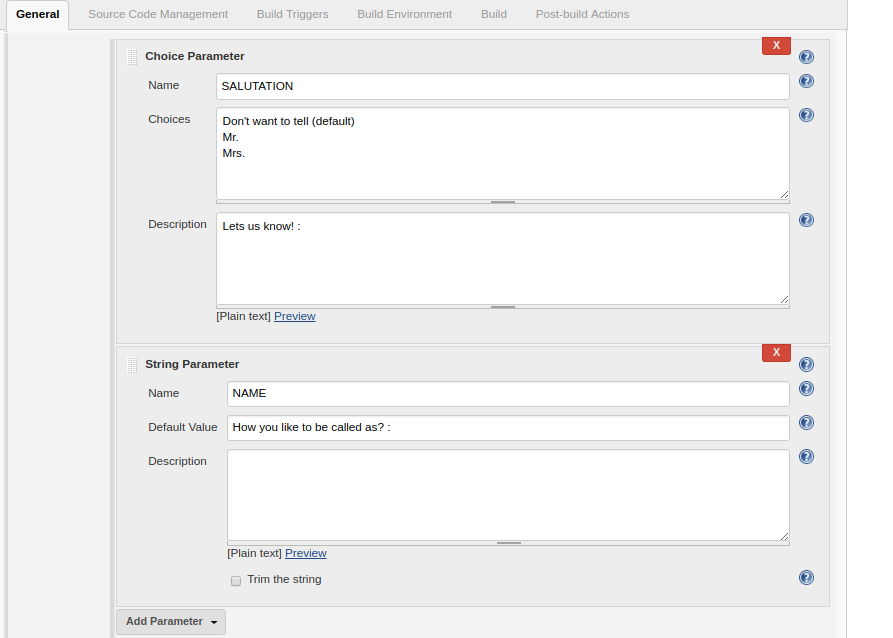 General Source Code Management Build Triggers Build Environment Build Post-build Actions
X
Choice Parameter
Name SALUTATION
Choices Don't want to tell (default)
Mr.
Mrs.
Description Lets us know! :
[Plain text] Preview
X
String Parameter
Name NAME
Default Value How you like to be called as? :
Description
[Plain text] Preview
Trim the string
Add Parameter